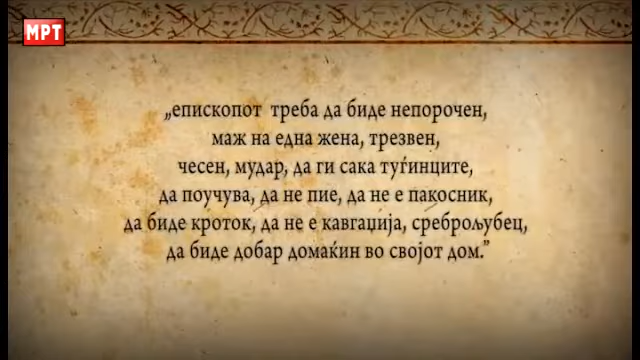 МРТ
„епископот треба да биде непорочен,
маж на една жена, трезвен,
чесен, мудар, да ги сака туѓинците,
да поучува, да не пие, да не е пакосник,
да биде кроток, да не е кавгаџија, среброљубец,
да биде добар домаќин во својот дом.”